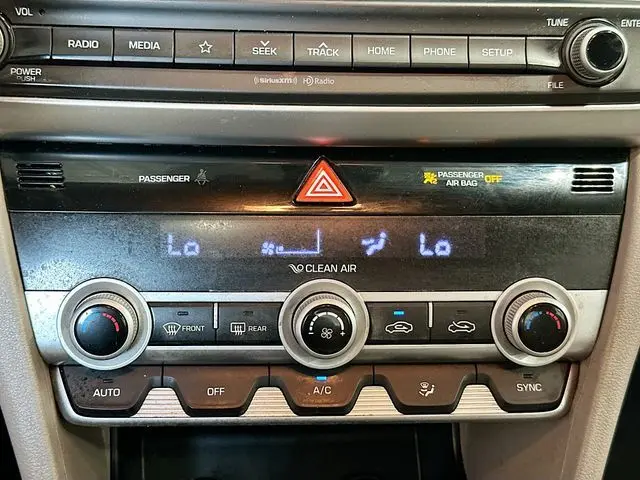 VOL TUNE ENTE
RADIO MEDIA SEEK TRACK HOME PHONE SETUP
POWER
PUSH
((SiriusXM)) HD Radio FILE
PASSENGER PASSENGER
AIR BAG OFF
Lo Lo
CLEAN AIR
FRONT REAR
AUTO OFF A/C SYNC